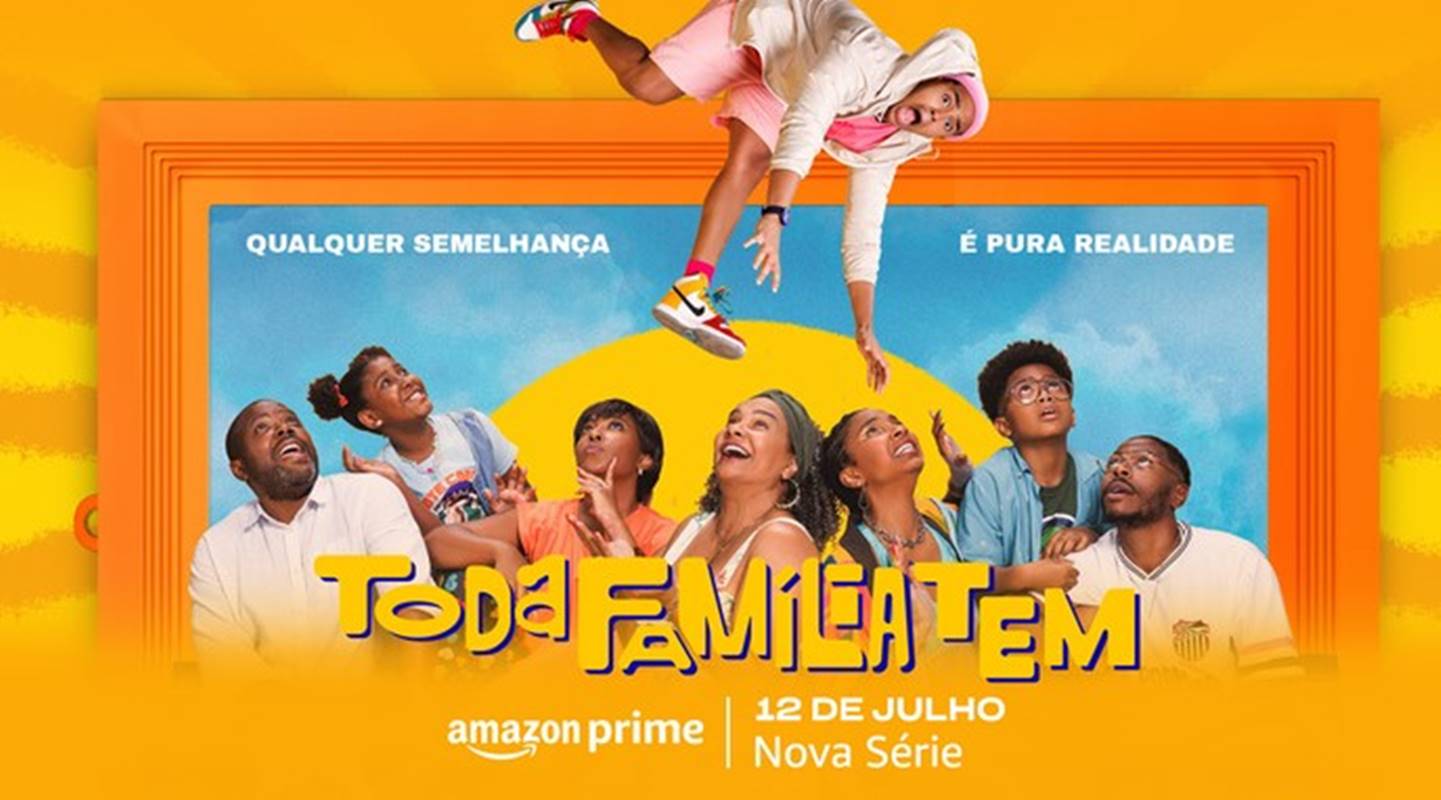 QUALQUER SEMELHANÇA
É PURA REALIDADE
TODA FAMÍLIA TEM
amazon prime
12 DE JULHO
Nova Série